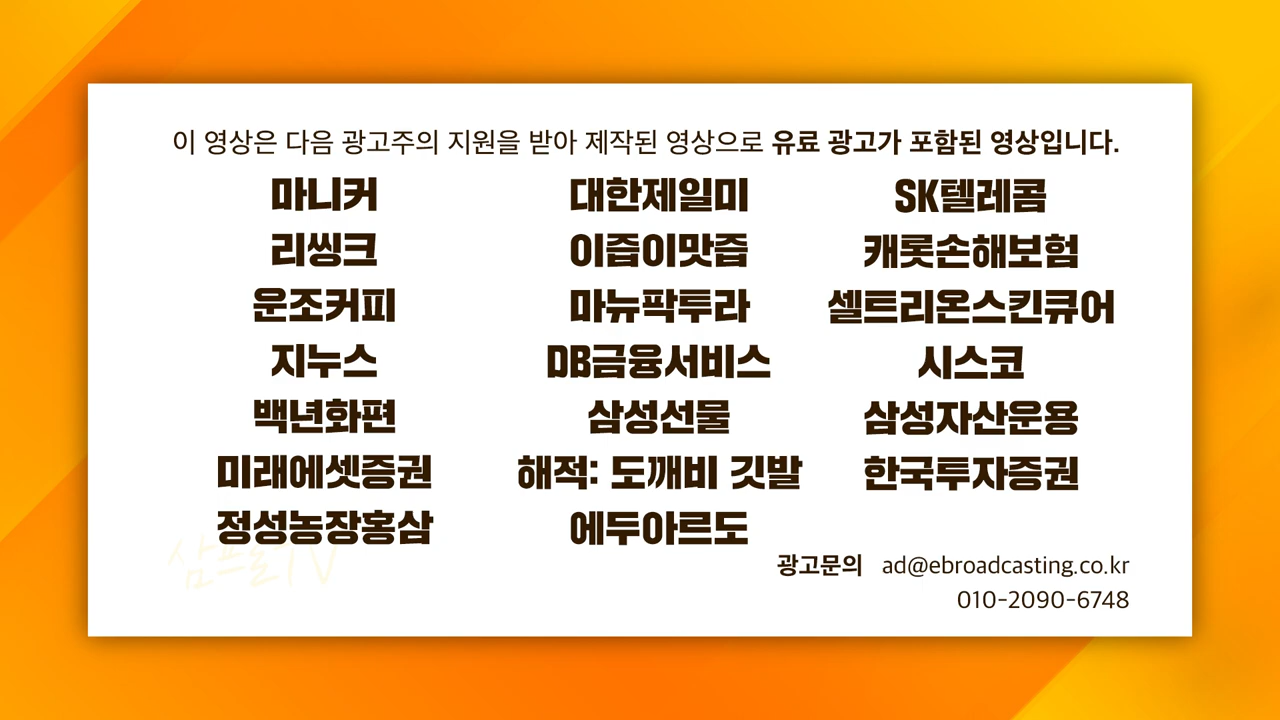 이 영상은 다음 광고주의 지원을 받아 제작된 영상으로 유료 광고가 포함된 영상입니다.
마니커 대한제일미 SK텔레콤
리씽크 이즙이맛즙 캐롯손해보험
운조커피 마뉴팍투라 셀트리온스킨큐어
지누스 DB금융서비스 시스코
백년화편 삼성선물 삼성자산운용
미래에셋증권 해적: 도깨비 깃발 한국투자증권
정성농장홍삼 에두아르도
삼프로TV
광고문의 ad@ebroadcasting.co.kr
010-2090-6748